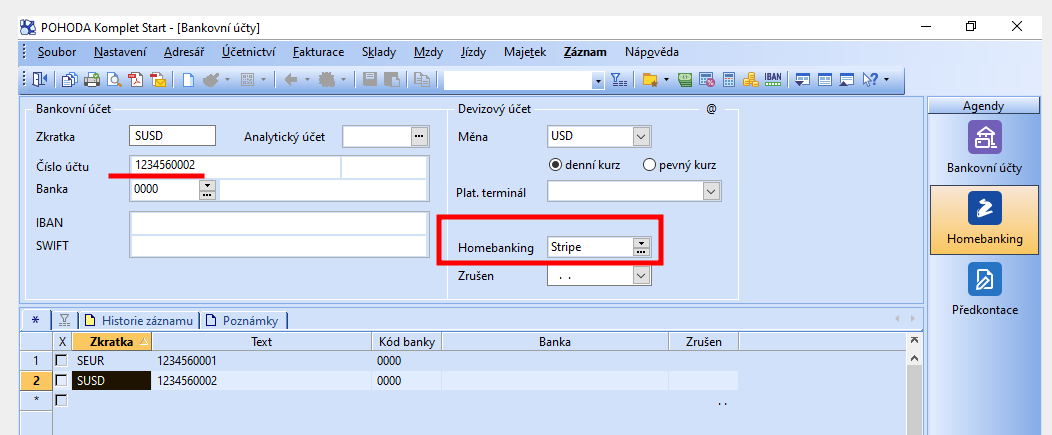 POHODA Komplet Start - [Bankovní účty]
Soubor Nastavení Adresář Účetnictví Fakturace Sklady Mzdy Jízdy Majetek Záznam Nápověda
IBAN
Bankovní účet Devizový účet @ Agendy
Zkratka SUSD Analytický účet ... Měna USD
Číslo účtu 1234560002 denní kurz pevný kurz Bankovní účty
Banka 0000 Plat. terminál
IBAN
SWIFT Homebanking Stripe Homebanking
Zrušen . .
Předkontace
* Historie záznamu Poznámky
X Zkratka Text Kód banky Banka Zrušen
1 SEUR 1234560001 0000
2 SUSD 1234560002 0000
* . .